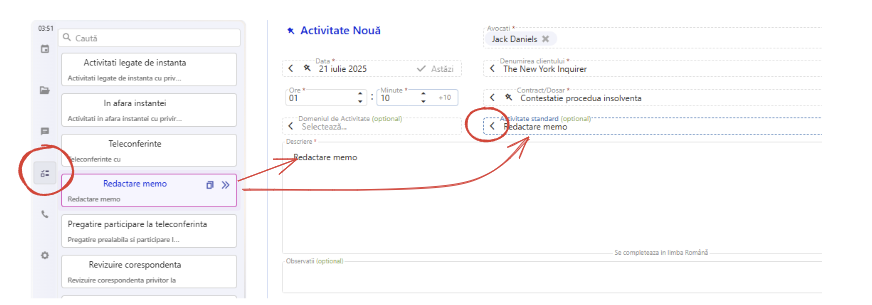 03:51
Caută
Activitati legate de instanta
Activitati legate de instanta cu priv...
In afara instantei
Activitati in afara instantei cu privir...
Teleconferinte
Teleconferinte cu
Redactare memo
Redactare memo
Pregatire participare la teleconferinta
Pregatire prealabila si participare l...
Revizuire corespondenta
Revizuire corespondenta privitor la
Activitate Nouă
Avocati *
Jack Daniels
Data *
21 iulie 2025
Astăzi
Denumirea clientului *
The New York Inquirer
Ore *
01
:
Minute *
10
+10
Contract/Dosar *
Contestatie procedua insolventa
Domeniul de Activitate (optional)
Selectează...
Activitate standard (optional)
Redactare memo
Descriere *
Redactare memo
Se completeaza in limba Română
Observatii (optional)